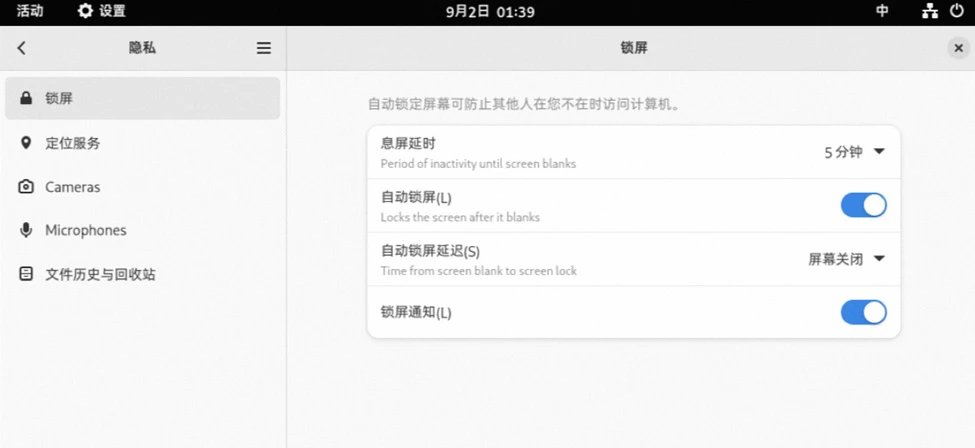 活动 设置 9月2日 01:39 中
隐私 锁屏
锁屏
定位服务
Cameras
Microphones
文件历史与回收站
自动锁定屏幕可防止其他人在您不在时访问计算机。
息屏延时
Period of inactivity until screen blanks
5 分钟
自动锁屏(L)
Locks the screen after it blanks
自动锁屏延迟(S)
Time from screen blank to screen lock
屏幕关闭
锁屏通知(L)